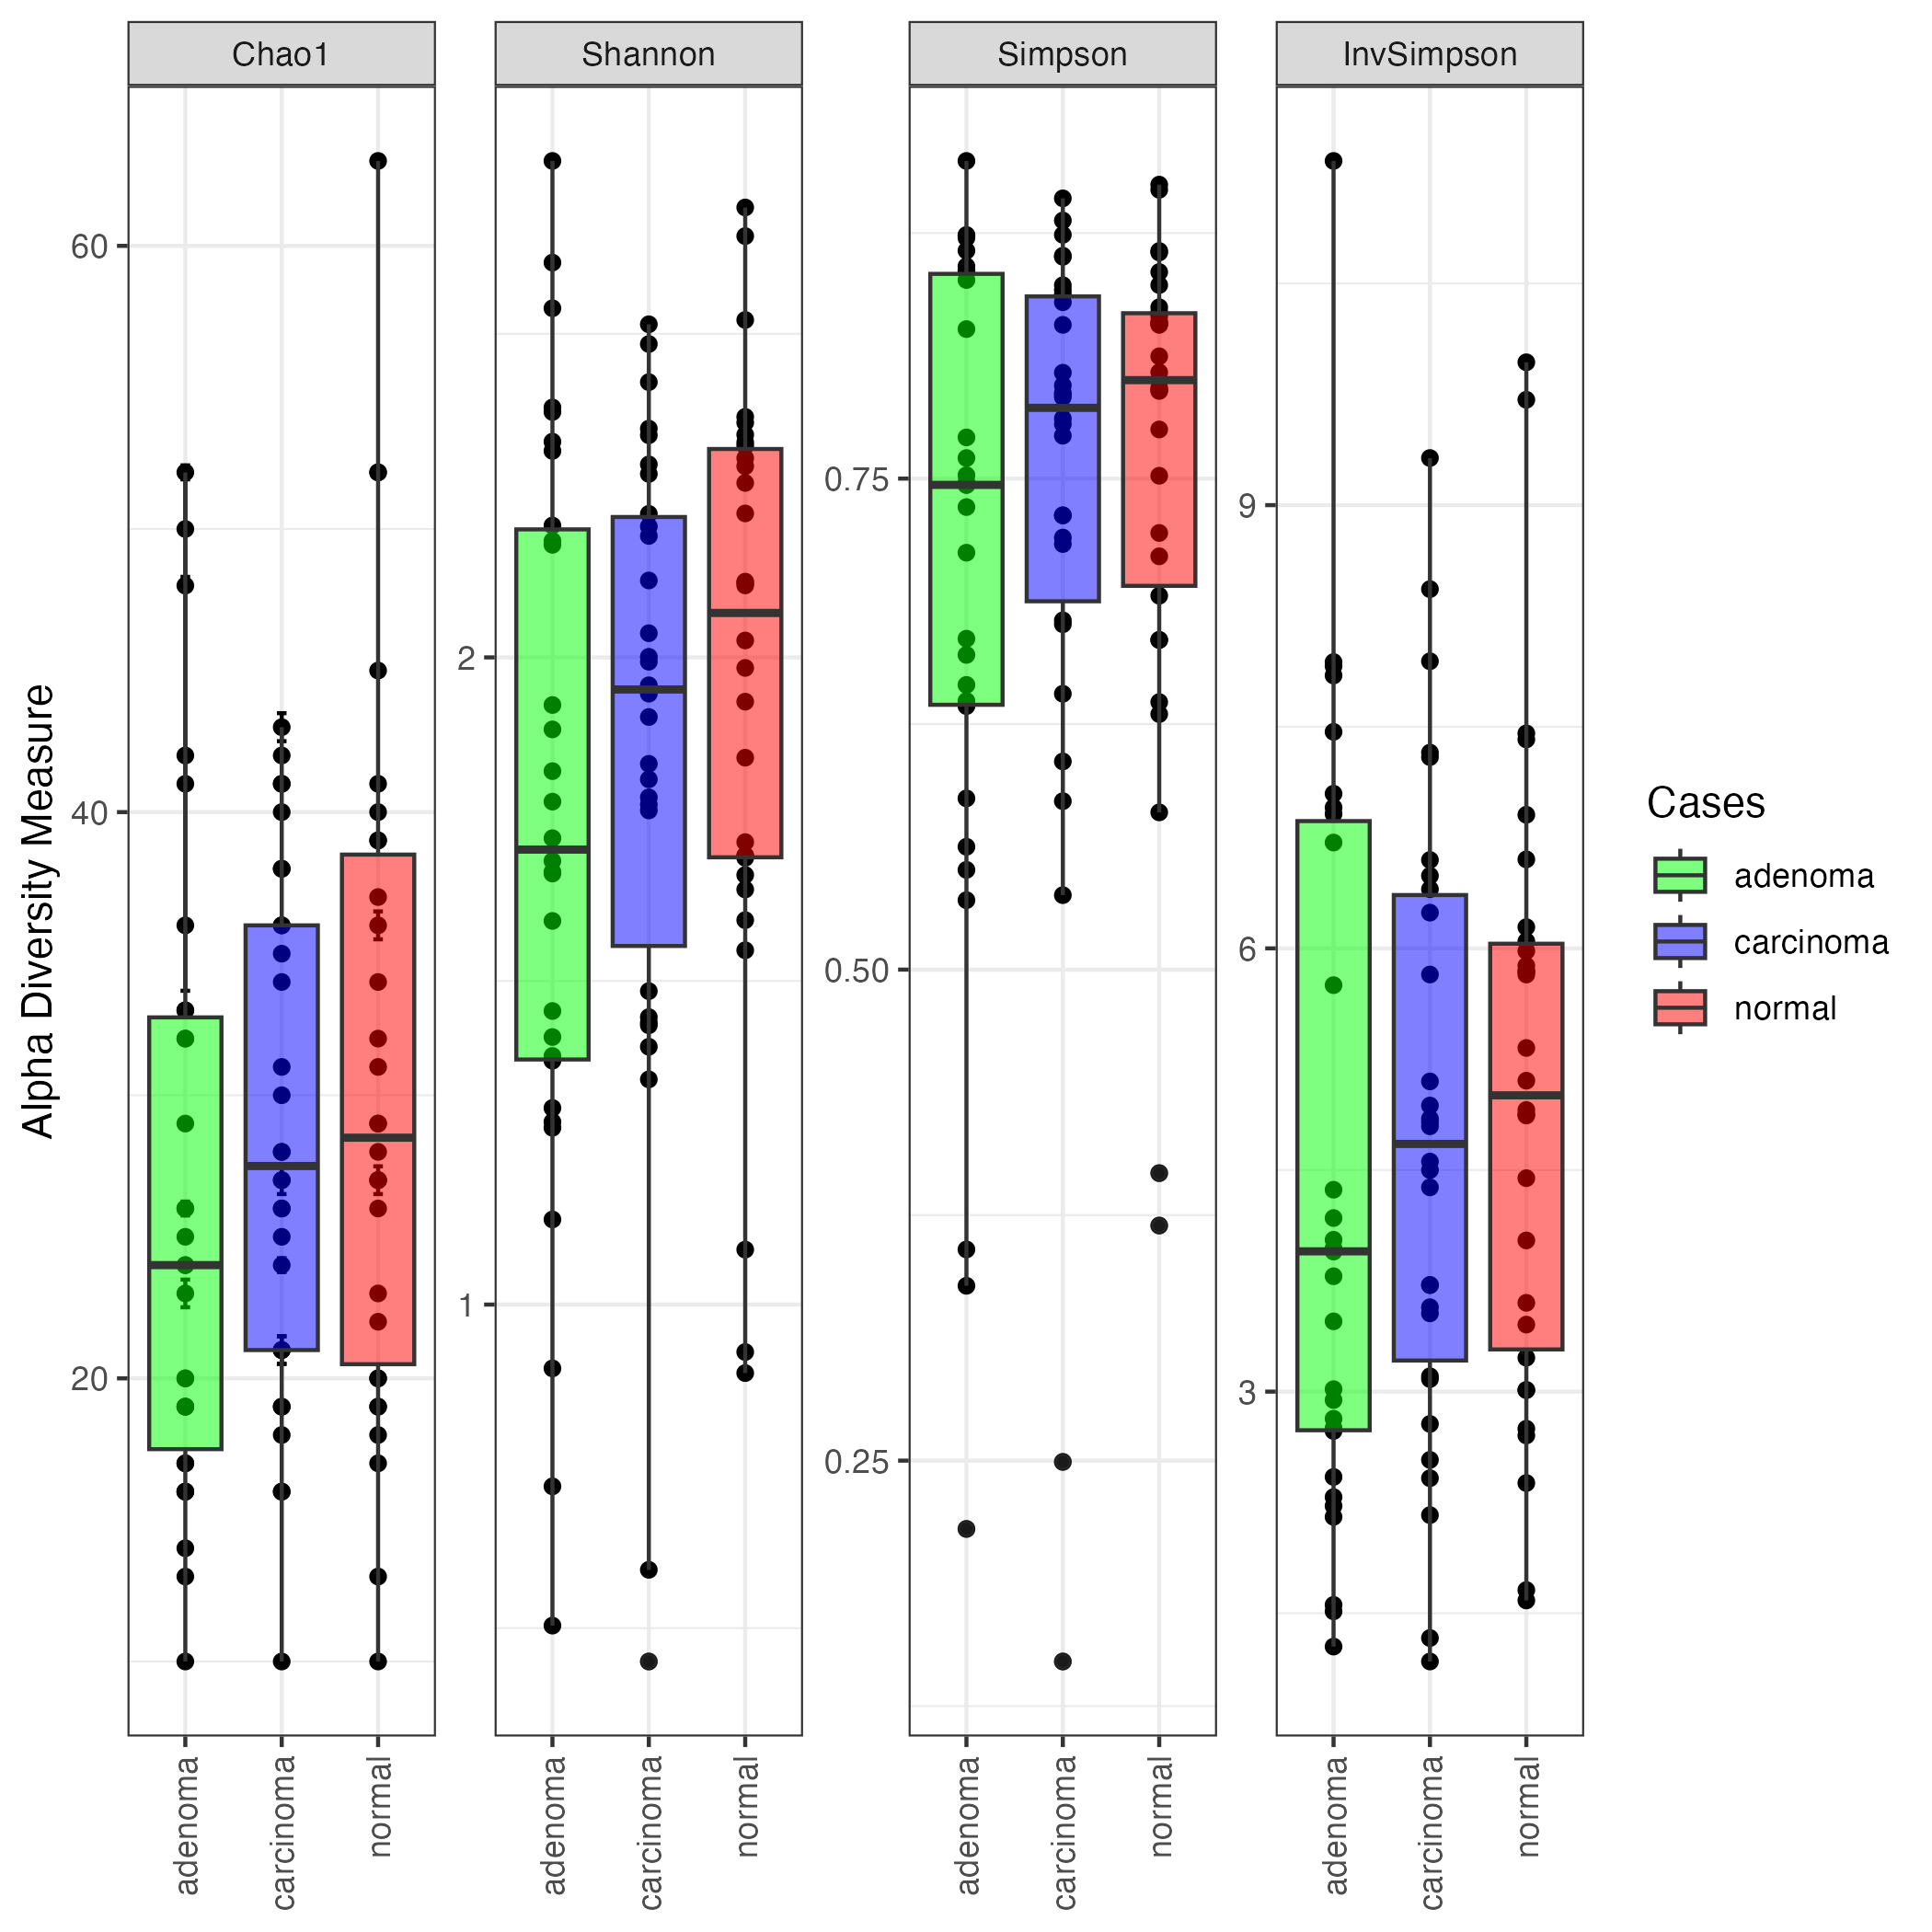 Chao1
Shannon
Simpson
InvSimpson
Alpha Diversity Measure
60
40
20
2
1
0.75
0.50
0.25
9
6
3
adenoma
carcinoma
normal
adenoma
carcinoma
normal
adenoma
carcinoma
normal
adenoma
carcinoma
normal
Cases
adenoma
carcinoma
normal